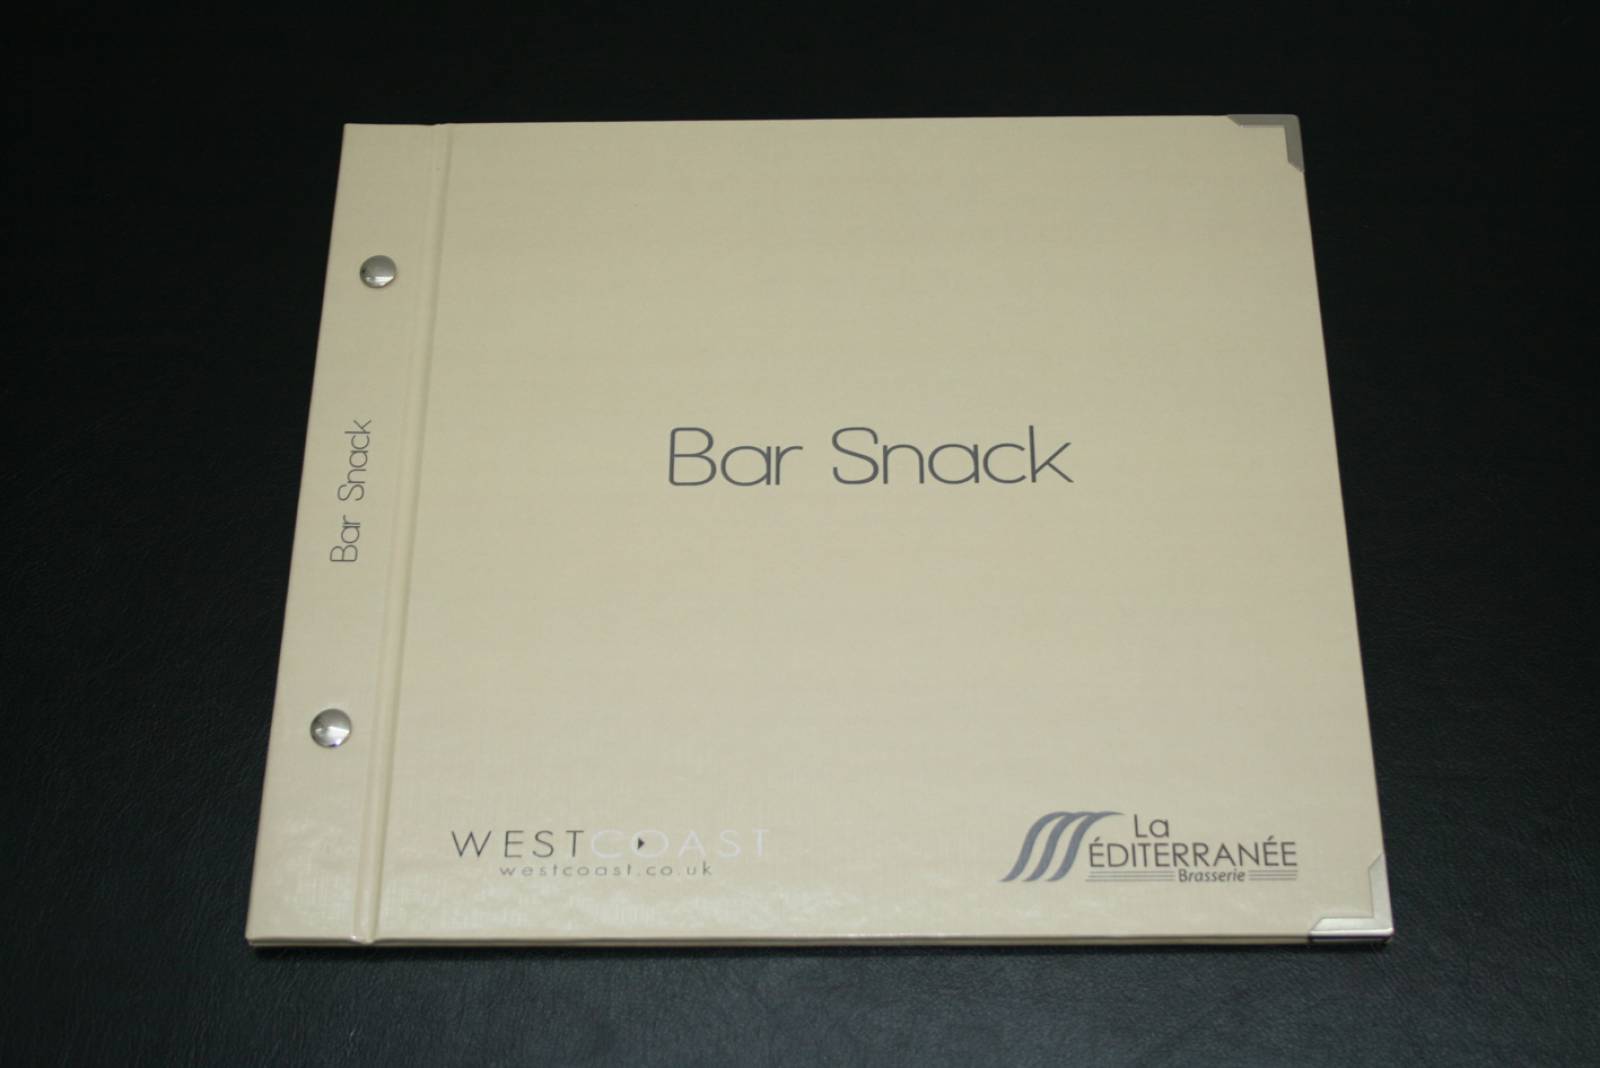 Bar Snack
Bar Snack
WESTCOAST
westcoast.co.uk
La
ÉDITERRANÉE
Brasserie